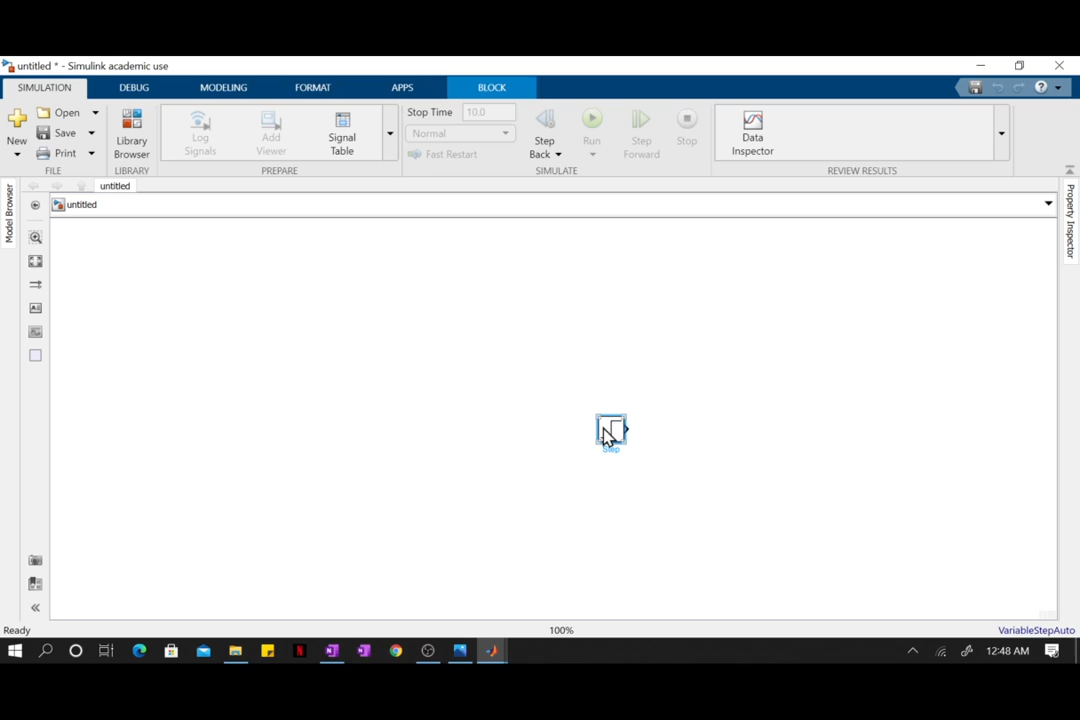 untitled * - Simulink academic use
SIMULATION DEBUG MODELING FORMAT APPS BLOCK
New
Open
Save
Print
FILE
Library Browser
LIBRARY
Log Signals
Add Viewer
Signal Table
PREPARE
Stop Time 10.0
Normal
Fast Restart
Step Back
Run
Step Forward
Stop
SIMULATE
Data Inspector
REVIEW RESULTS
untitled
untitled
Model Browser
Property Inspector
Step
Ready 100% VariableStepAuto
12:48 AM